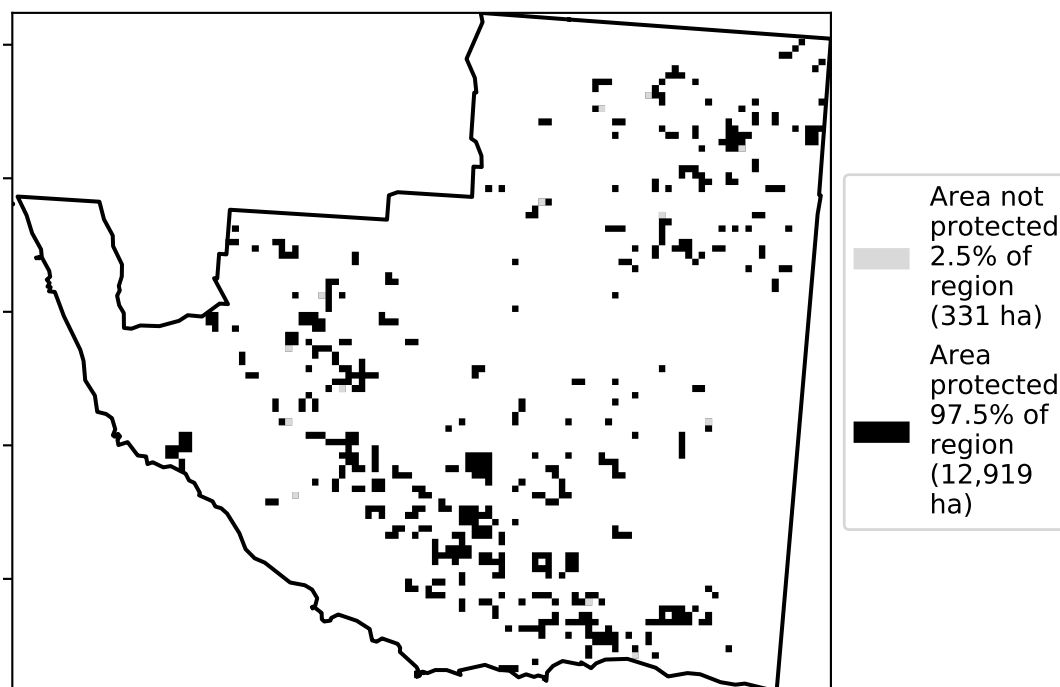 Area not
protected
2.5% of
region
(331 ha)
Area
protected
97.5% of
region
(12,919
ha)